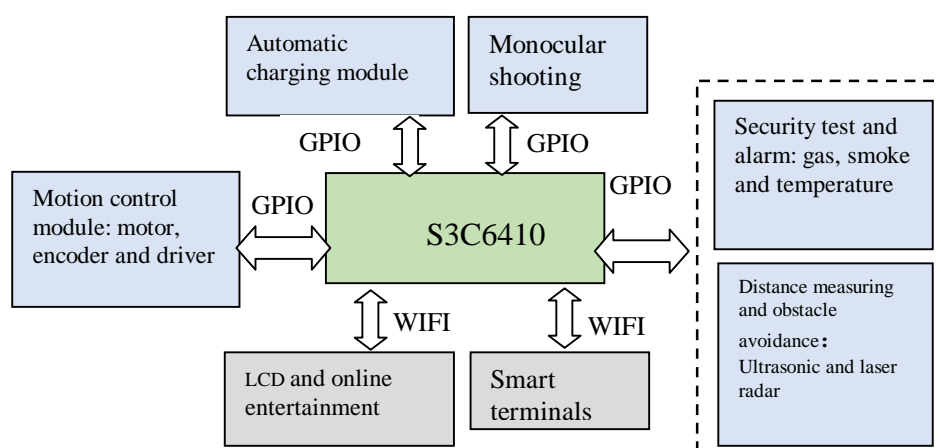 Automatic
charging module
Monocular
shooting
GPIO
GPIO
Motion control
module: motor,
encoder and driver
GPIO
S3C6410
GPIO
Security test and
alarm: gas, smoke
and temperature
Distance measuring
and obstacle
avoidance：
Ultrasonic and laser
radar
WIFI
WIFI
LCD and online
entertainment
Smart
terminals